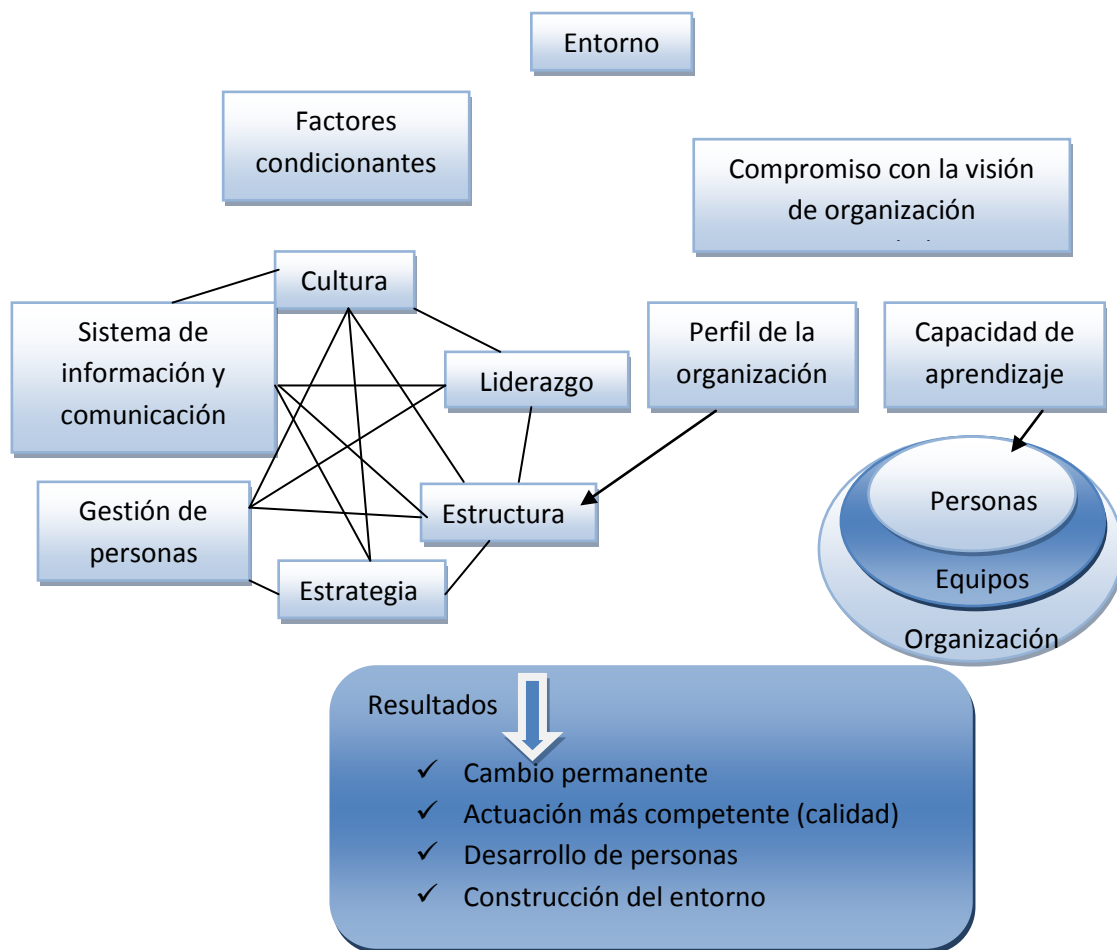 Entorno
Factores
condicionantes
Compromiso con la visión
de organización
Cultura
Sistema de
información y
comunicación
Liderazgo
Perfil de la
organización
Capacidad de
aprendizaje
Gestión de
personas
Estructura
Estrategia
Personas
Equipos
Organización
Resultados
✓ Cambio permanente
✓ Actuación más competente (calidad)
✓ Desarrollo de personas
✓ Construcción del entorno